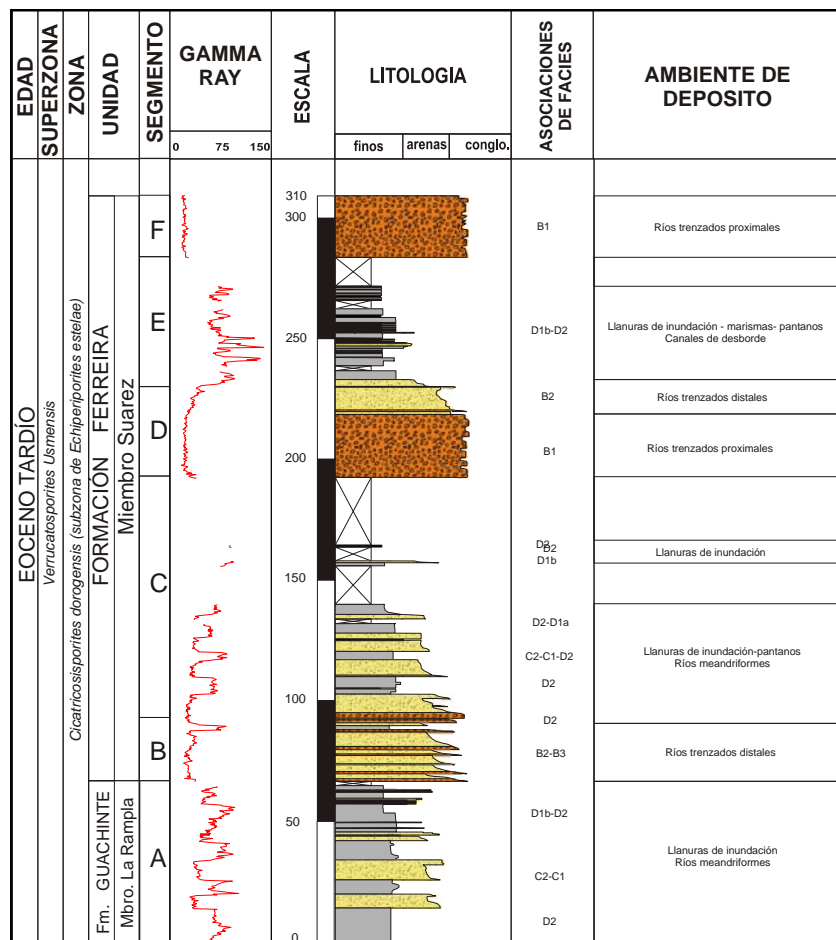 EDAD
SUPERZONA
ZONA
UNIDAD
SEGMENTO
GAMMA
RAY
0 75 150
ESCALA
LITOLOGIA
finos arenas conglo.
ASOCIACIONES
DE FACIES
AMBIENTE DE
DEPOSITO
EOCENO TARDÍO
Verrucatosporites Usmensis
Cicatricosisporites dorogensis (subzona de Echiperiporites estelae)
FORMACIÓN FERREIRA
Miembro Suarez
Fm. GUACHINTE
Mbro. La Rampla
F
E
D
C
B
A
310
300
250
200
150
100
50
0
B1
D1b-D2
B2
B1
D2
D2
D1b
D2-D1a
C2-C1-D2
D2
D2
B2-B3
D1b-D2
C2-C1
D2
Ríos trenzados proximales
Llanuras de inundación - marismas- pantanos
Canales de desborde
Ríos trenzados distales
Ríos trenzados proximales
Llanuras de inundación
Llanuras de inundación-pantanos
Ríos meandriformes
Ríos trenzados distales
Llanuras de inundación
Ríos meandriformes